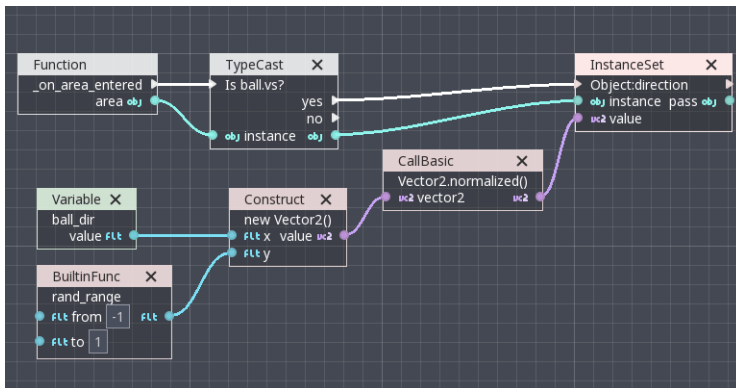 Function
_on_area_entered
area obj
TypeCast X
Is ball.vs?
yes
no
obj instance obj
InstanceSet X
Object:direction
obj instance pass obj
vc2 value
CallBasic X
Vector2.normalized()
vc2 vector2 vc2
Variable X
ball_dir
value flt
Construct X
new Vector2()
flt x value vc2
flt y
BuiltinFunc X
rand_range
flt from -1 flt
flt to 1